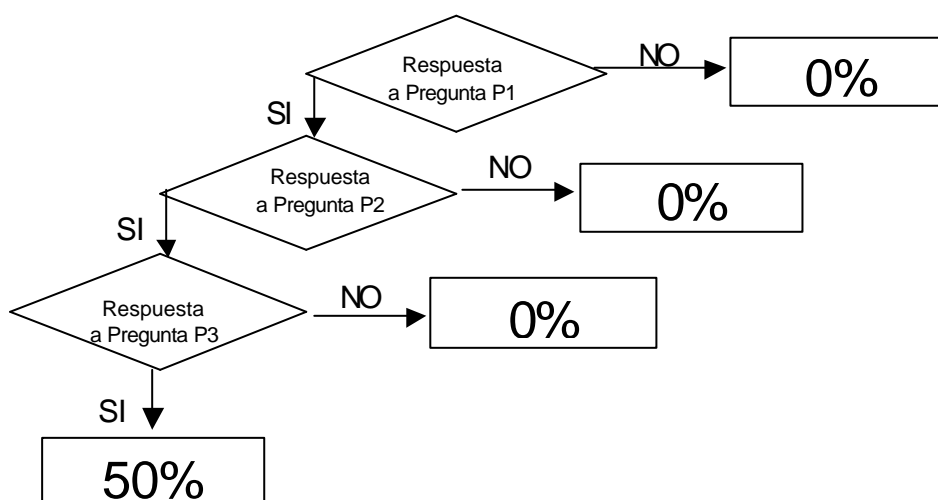 Respuesta
a Pregunta P1
NO
0%
SI
Respuesta
a Pregunta P2
NO
0%
SI
Respuesta
a Pregunta P3
NO
0%
SI
50%